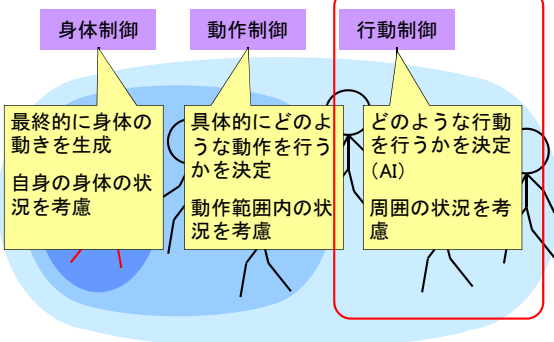 身体制御
動作制御
行動制御
最終的に身体の
動きを生成
自身の身体の状
況を考慮
具体的にどのよ
うな動作を行う
かを決定
動作範囲内の状
況を考慮
どのような行動
を行うかを決定
(AI)
周囲の状況を考
慮